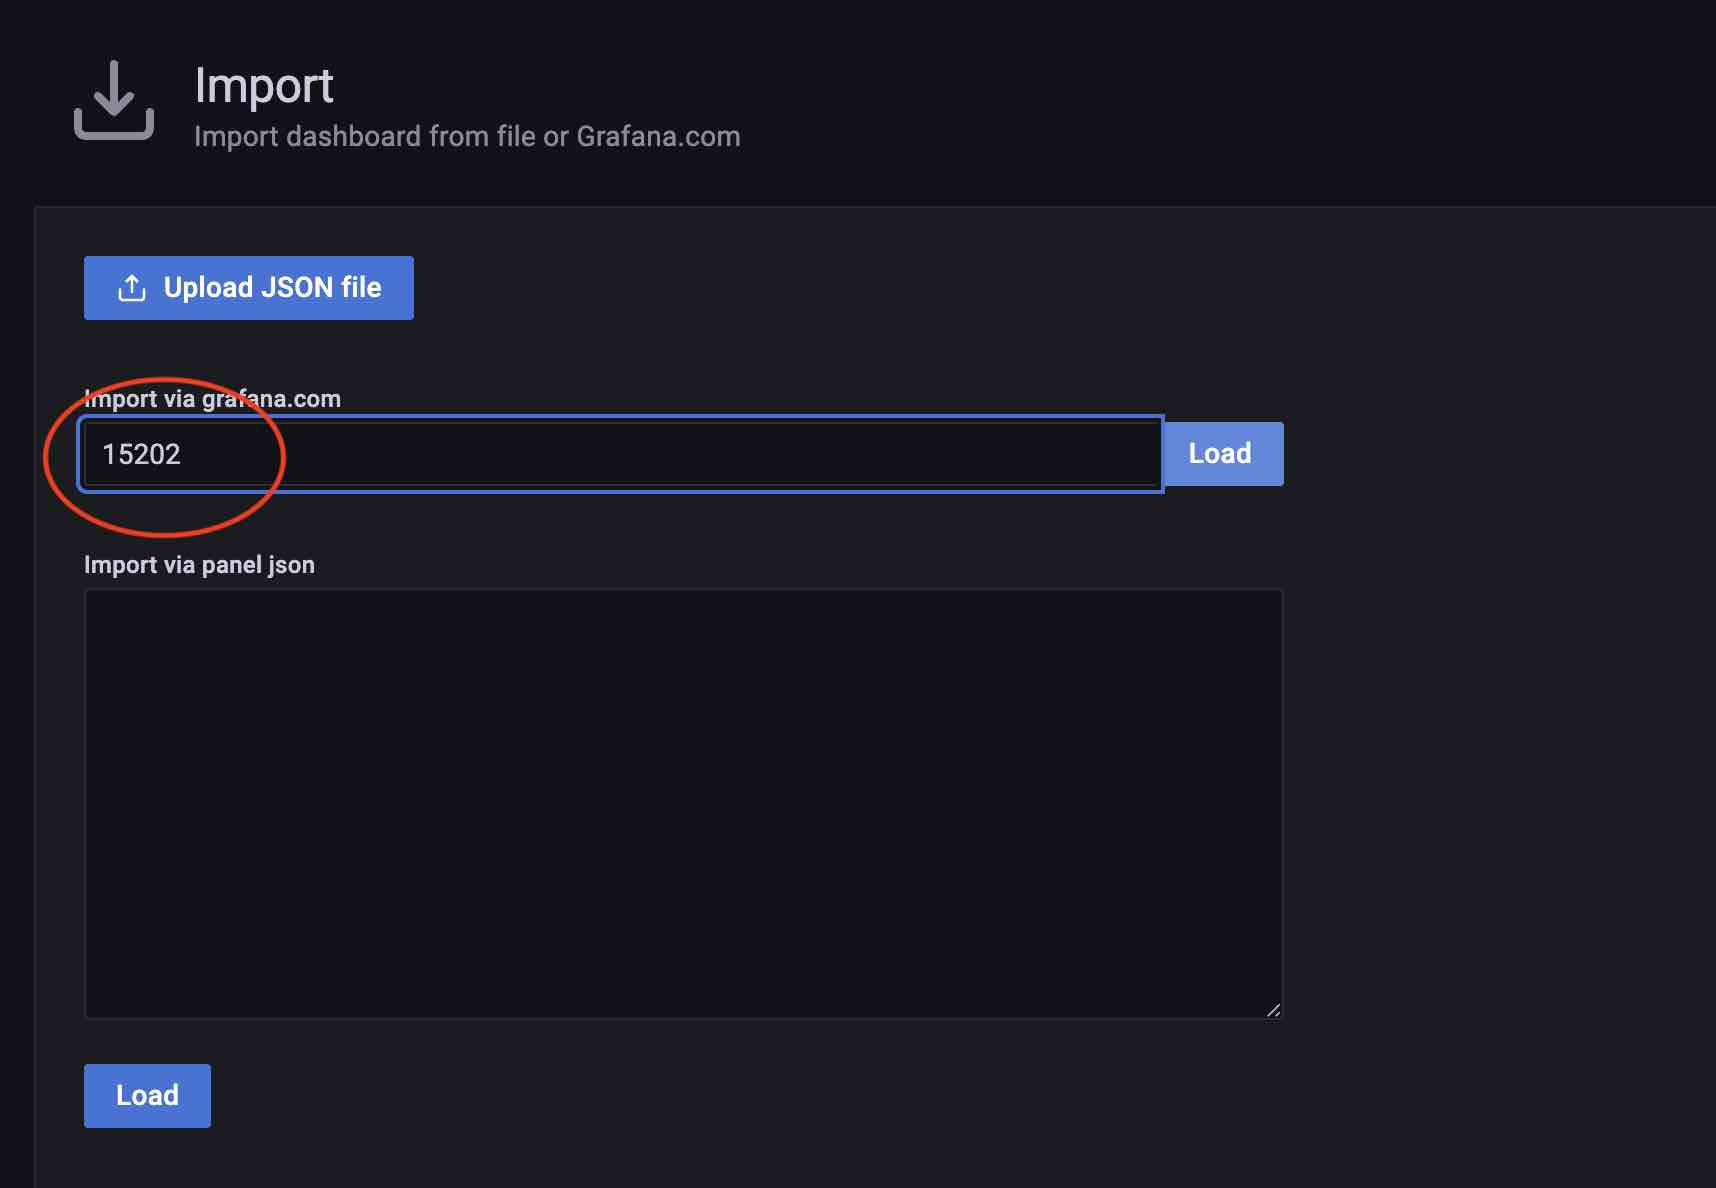 Import
Import dashboard from file or Grafana.com
Upload JSON file
Import via grafana.com
15202
Load
Import via panel json
Load